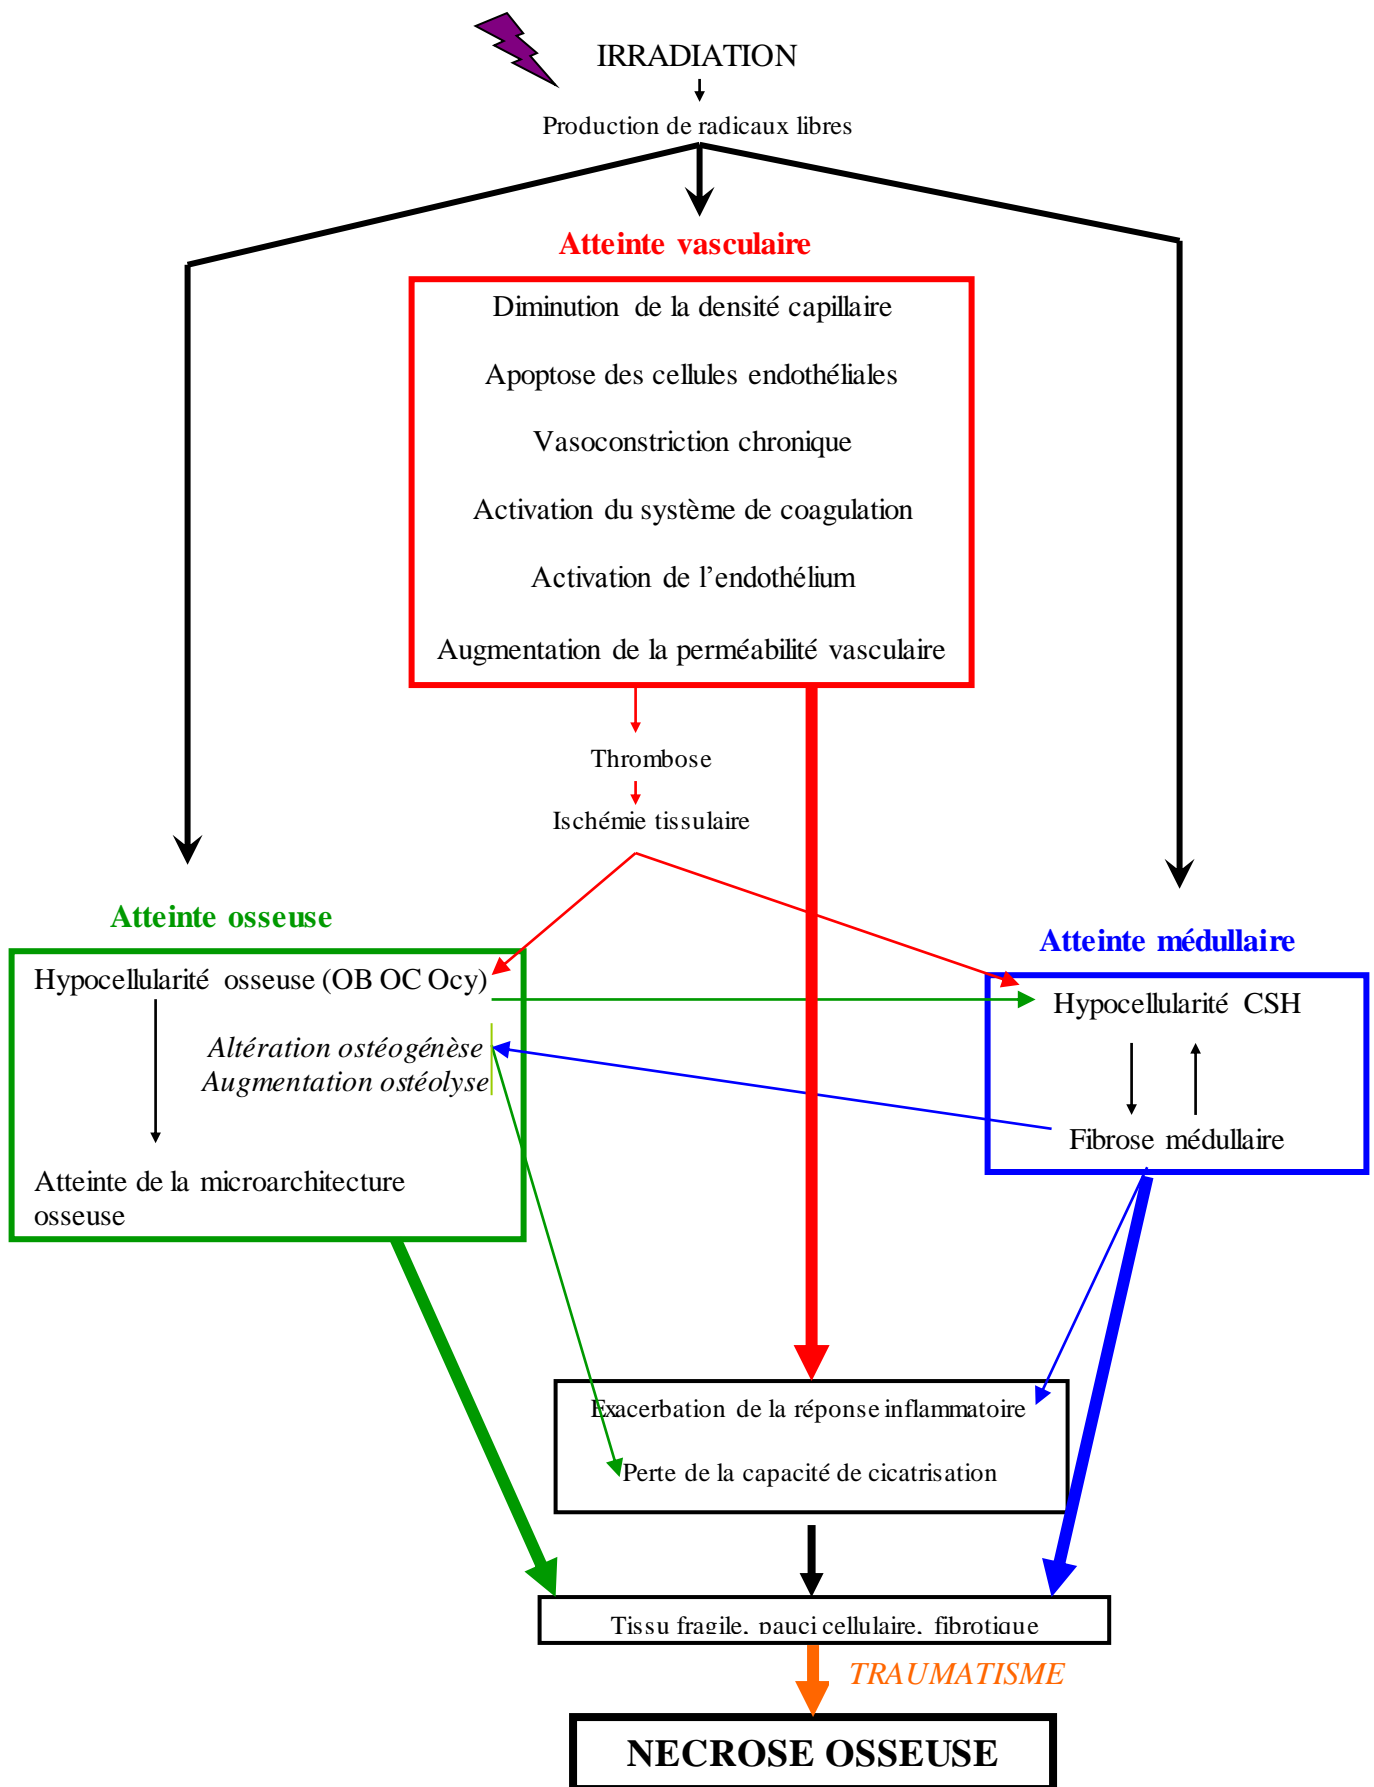 IRRADIATION
Production de radicaux libres
Atteinte vasculaire
Diminution de la densité capillaire
Apoptose des cellules endothéliales
Vasoconstriction chronique
Activation du système de coagulation
Activation de l'endothélium
Augmentation de la perméabilité vasculaire
Thrombose
Ischémie tissulaire
Atteinte osseuse
Hypocellularité osseuse (OB OC Ocy)
Altération ostéogénèse
Augmentation ostéolyse
Atteinte de la microarchitecture
osseuse
Atteinte médullaire
Hypocellularité CSH
Fibrose médullaire
Exacerbation de la réponse inflammatoire
Perte de la capacité de cicatrisation
Tissu fragile, pauci cellulaire, fibrotique
TRAUMATISME
NECROSE OSSEUSE